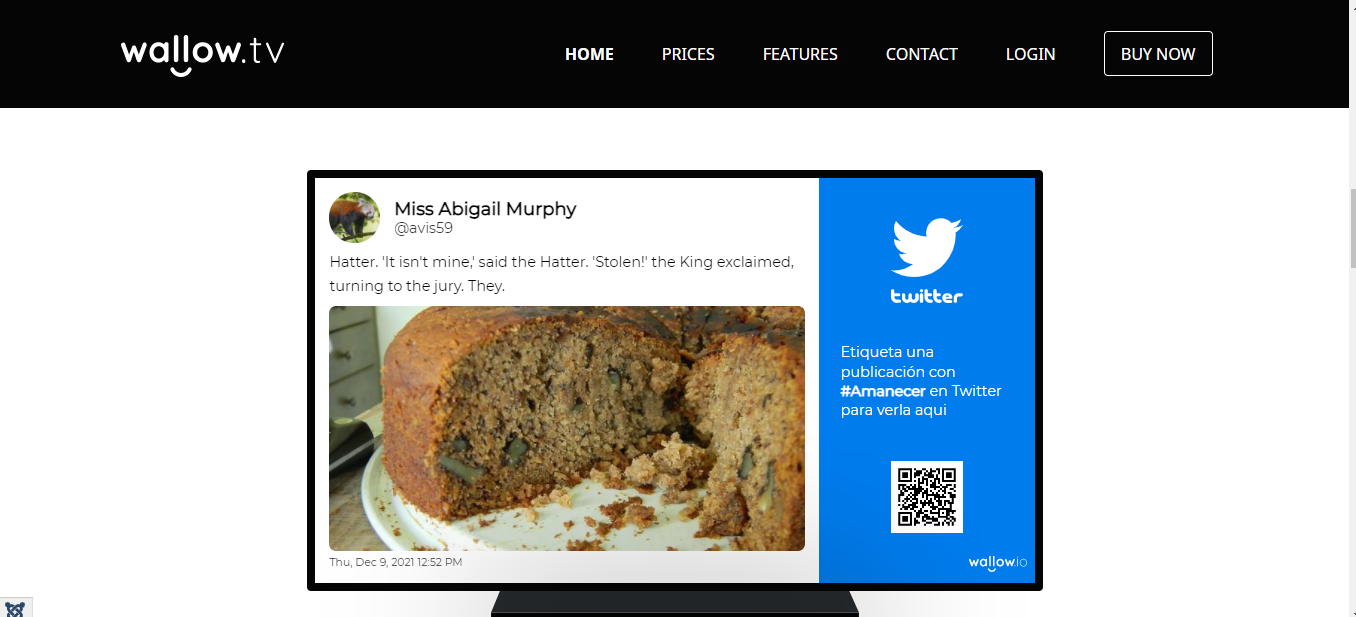 wallow.tv
HOME
PRICES
FEATURES
CONTACT
LOGIN
BUY NOW
Miss Abigail Murphy
@avis59
Hatter. 'It isn't mine,' said the Hatter. 'Stolen!' the King exclaimed,
turning to the jury. They.
Thu, Dec 9, 2021 12:52 PM
twitter
Etiqueta una
publicación con
#Amanecer en Twitter
para verla aqui
wallow.io